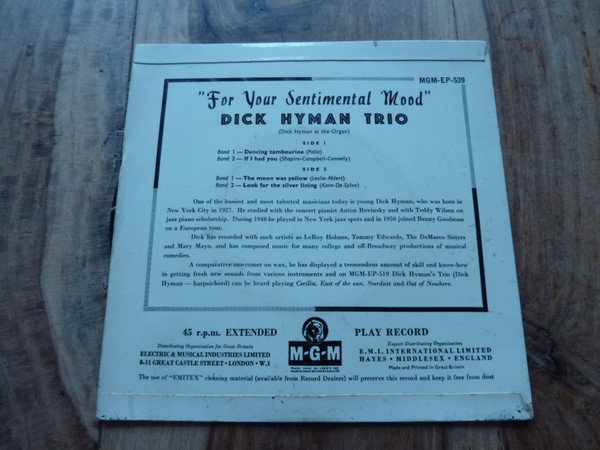 MGM-EP-539
"For Your Sentimental Mood"
DICK HYMAN TRIO
(Dick Hyman at the Organ)
SIDE 1
Band 1 — Dancing tambourine (Polla)
Band 2 — If I had you (Shapiro-Campbell-Connelly)
SIDE 2
Band 1 — The moon was yellow (Leslie-Ahlert)
Band 2 — Look for the silver lining (Kern-De Sylva)
One of the busiest and most talented musicians today is young Dick Hyman, who was born in
New York City in 1927. He studied with the concert pianist Anton Rovinsky and with Teddy Wilson on
jazz piano scholarship. During 1948 he played in New York jazz spots and in 1950 joined Benny Goodman
on a European tour.
Dick has recorded with such artists as LeRoy Holmes, Tommy Edwards, The DeMarco Sisters
and Mary Mayo, and has composed music for many college and off-Broadway productions of musical
comedies.
A comparative newcomer on wax, he has displayed a tremendous amount of skill and know-how
in getting fresh new sounds from various instruments and on MGM-EP-519 Dick Hyman's Trio (Dick
Hyman — harpsichord) can be heard playing Cecilia, East of the sun, Stardust and Out of Nowhere.
45 r.p.m. EXTENDED PLAY RECORD
Distributing Organisation for Great Britain
ELECTRIC & MUSICAL INDUSTRIES LIMITED
8-11 GREAT CASTLE STREET • LONDON • W.1
M-G-M
Export Distributing Organisation
E.M.I. INTERNATIONAL LIMITED
HAYES • MIDDLESEX • ENGLAND
Made and Printed in Great Britain
The use of "EMITEX" cleaning material (available from Record Dealers) will preserve this record and keep it free from dust